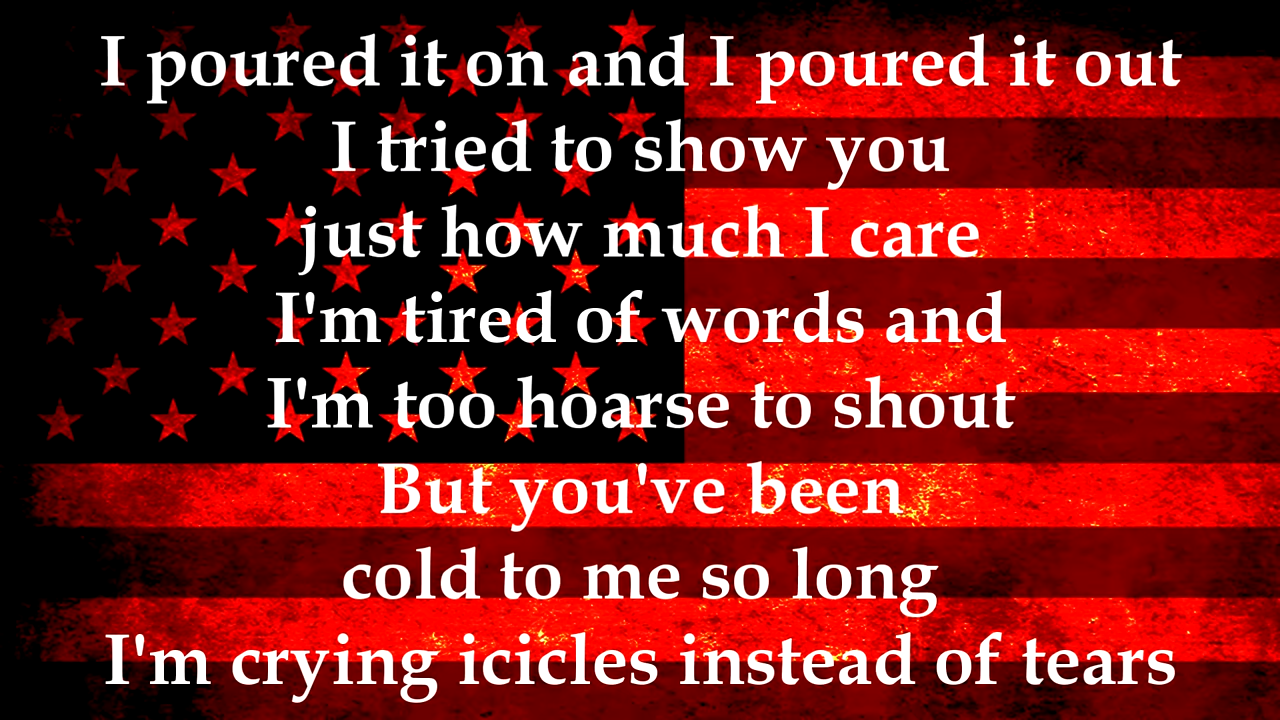 I poured it on and I poured it out
I tried to show you
just how much I care
I'm tired of words and
I'm too hoarse to shout
But you've been
cold to me so long
I'm crying icicles instead of tears